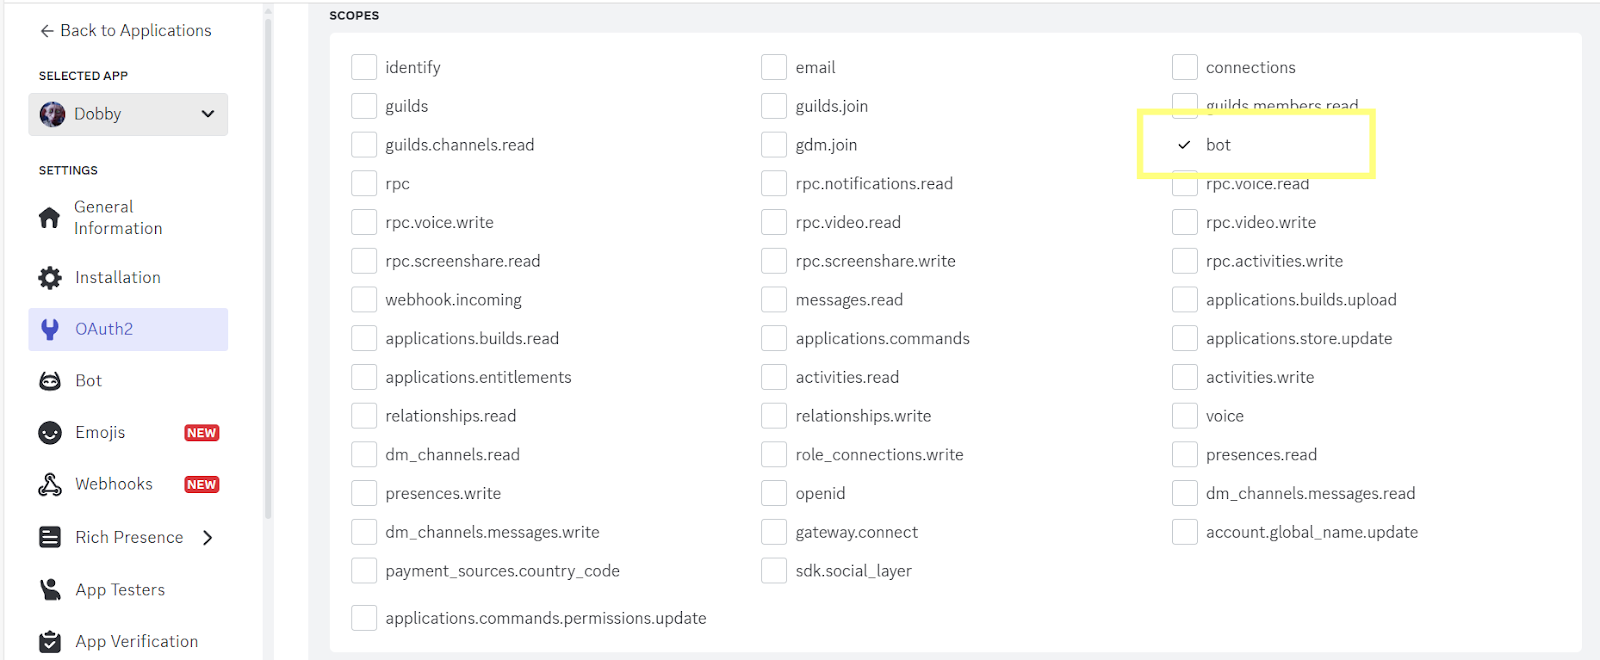 Back to Applications
SELECTED APP
Dobby
SETTINGS
General
Information
Installation
OAuth2
Bot
Emojis NEW
Webhooks NEW
Rich Presence
App Testers
App Verification
SCOPES
identify email connections
guilds guilds.join guilds.members.read
guilds.channels.read gdm.join bot
rpc rpc.notifications.read rpc.voice.read
rpc.voice.write rpc.video.read rpc.video.write
rpc.screenshare.read rpc.screenshare.write rpc.activities.write
webhook.incoming messages.read applications.builds.upload
applications.builds.read applications.commands applications.store.update
applications.entitlements activities.read activities.write
relationships.read relationships.write voice
dm_channels.read role_connections.write presences.read
presences.write openid dm_channels.messages.read
dm_channels.messages.write gateway.connect account.global_name.update
payment_sources.country_code sdk.social_layer
applications.commands.permissions.update